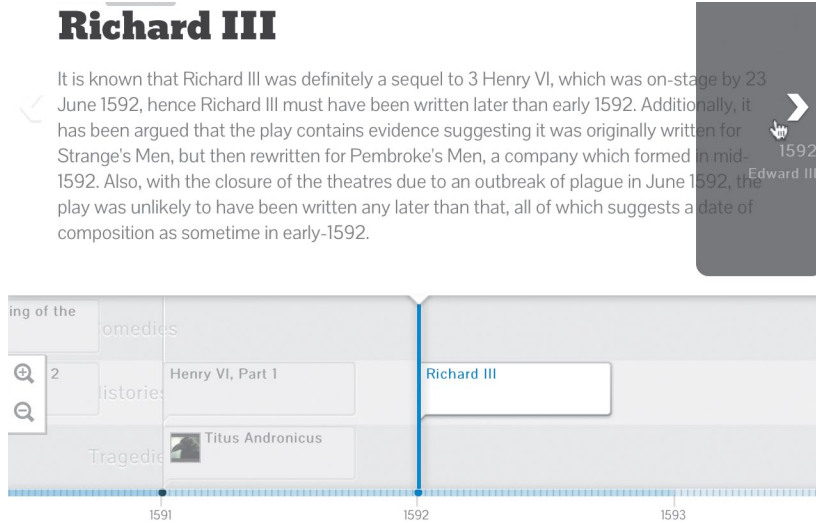 Richard III
It is known that Richard III was definitely a sequel to 3 Henry VI, which was on-stage by 23
June 1592, hence Richard III must have been written later than early 1592. Additionally, it
has been argued that the play contains evidence suggesting it was originally written for
Strange's Men, but then rewritten for Pembroke's Men, a company which formed in mid-
1592. Also, with the closure of the theatres due to an outbreak of plague in June 1592, the
play was unlikely to have been written any later than that, all of which suggests a date of
composition as sometime in early-1592.
1592
Edward III
ing of the
omedies
2
Henry VI, Part 1
Richard III
Histories
Titus Andronicus
Tragedie
1591
1592
1593